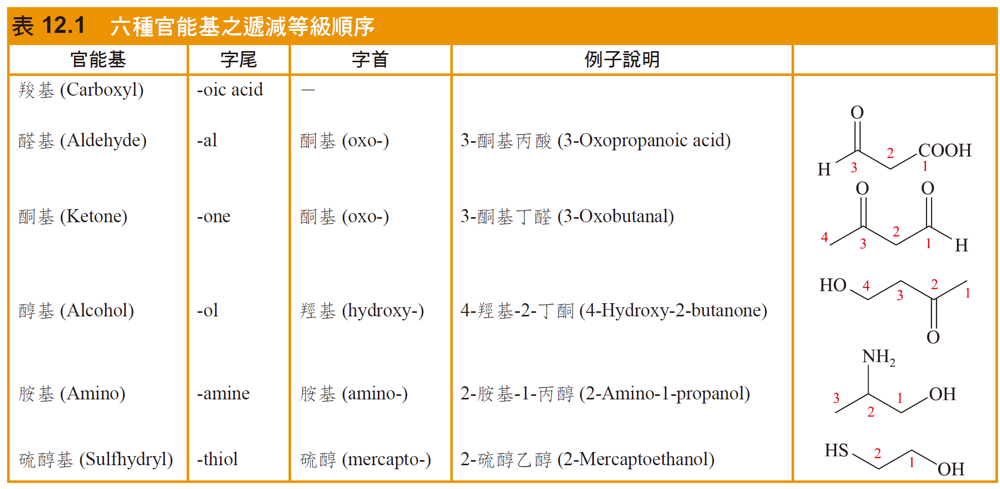 表 12.1 六種官能基之遞減等級順序
官能基 字尾 字首 例子說明
羧基 (Carboxyl) -oic acid —
醛基 (Aldehyde) -al 酮基 (oxo-) 3-酮基丙酸 (3-Oxopropanoic acid)
O
H 3 2 1 COOH
酮基 (Ketone) -one 酮基 (oxo-) 3-酮基丁醛 (3-Oxobutanal)
O O
4 3 2 1 H
醇基 (Alcohol) -ol 羥基 (hydroxy-) 4-羥基-2-丁酮 (4-Hydroxy-2-butanone)
HO 4 3 2 1
O
胺基 (Amino) -amine 胺基 (amino-) 2-胺基-1-丙醇 (2-Amino-1-propanol)
NH2
3 2 1 OH
硫醇基 (Sulfhydryl) -thiol 硫醇 (mercapto-) 2-硫醇乙醇 (2-Mercaptoethanol)
HS 2 1 OH